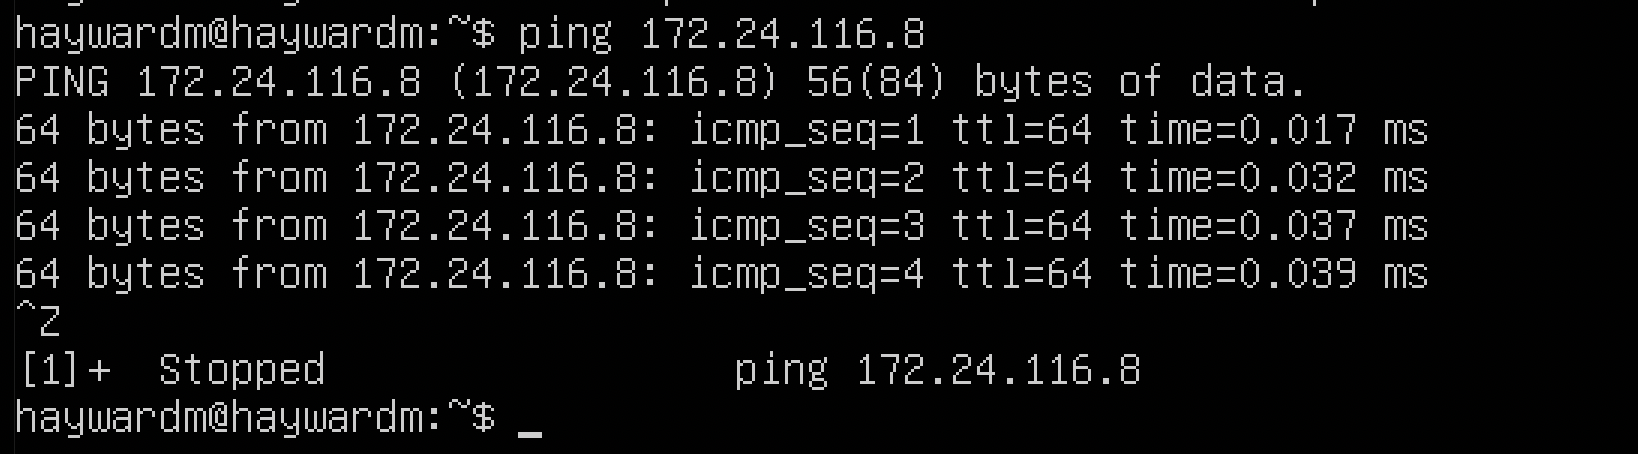 haywardm@haywardm:~$ ping 172.24.116.8
PING 172.24.116.8 (172.24.116.8) 56(84) bytes of data.
64 bytes from 172.24.116.8: icmp_seq=1 ttl=64 time=0.017 ms
64 bytes from 172.24.116.8: icmp_seq=2 ttl=64 time=0.032 ms
64 bytes from 172.24.116.8: icmp_seq=3 ttl=64 time=0.037 ms
64 bytes from 172.24.116.8: icmp_seq=4 ttl=64 time=0.039 ms
^Z
[1]+  Stopped                 ping 172.24.116.8
haywardm@haywardm:~$ _